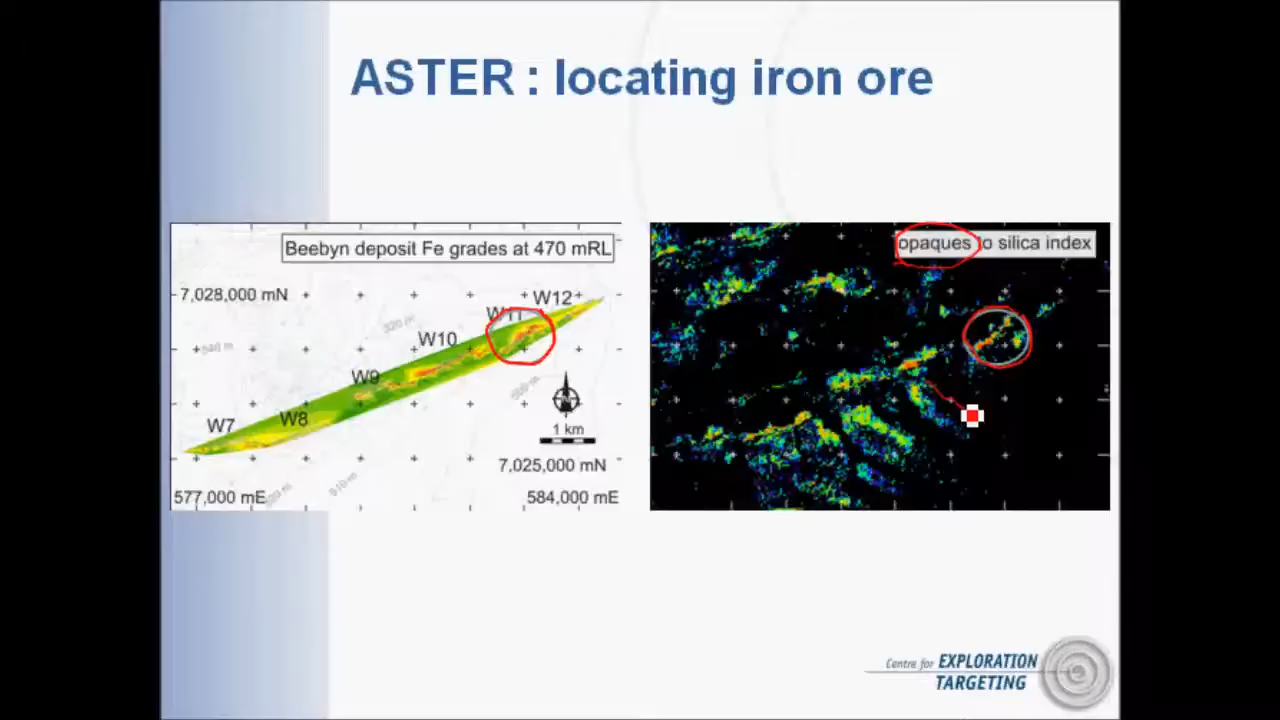 ASTER : locating iron ore
Beebyn deposit Fe grades at 470 mRL
7,028,000 mN
W12
W11
320 m
W10
W9
W8
W7
1 km
7,025,000 mN
510 m
577,000 mE
584,000 mE
opaques to silica index
Centre for EXPLORATION
TARGETING